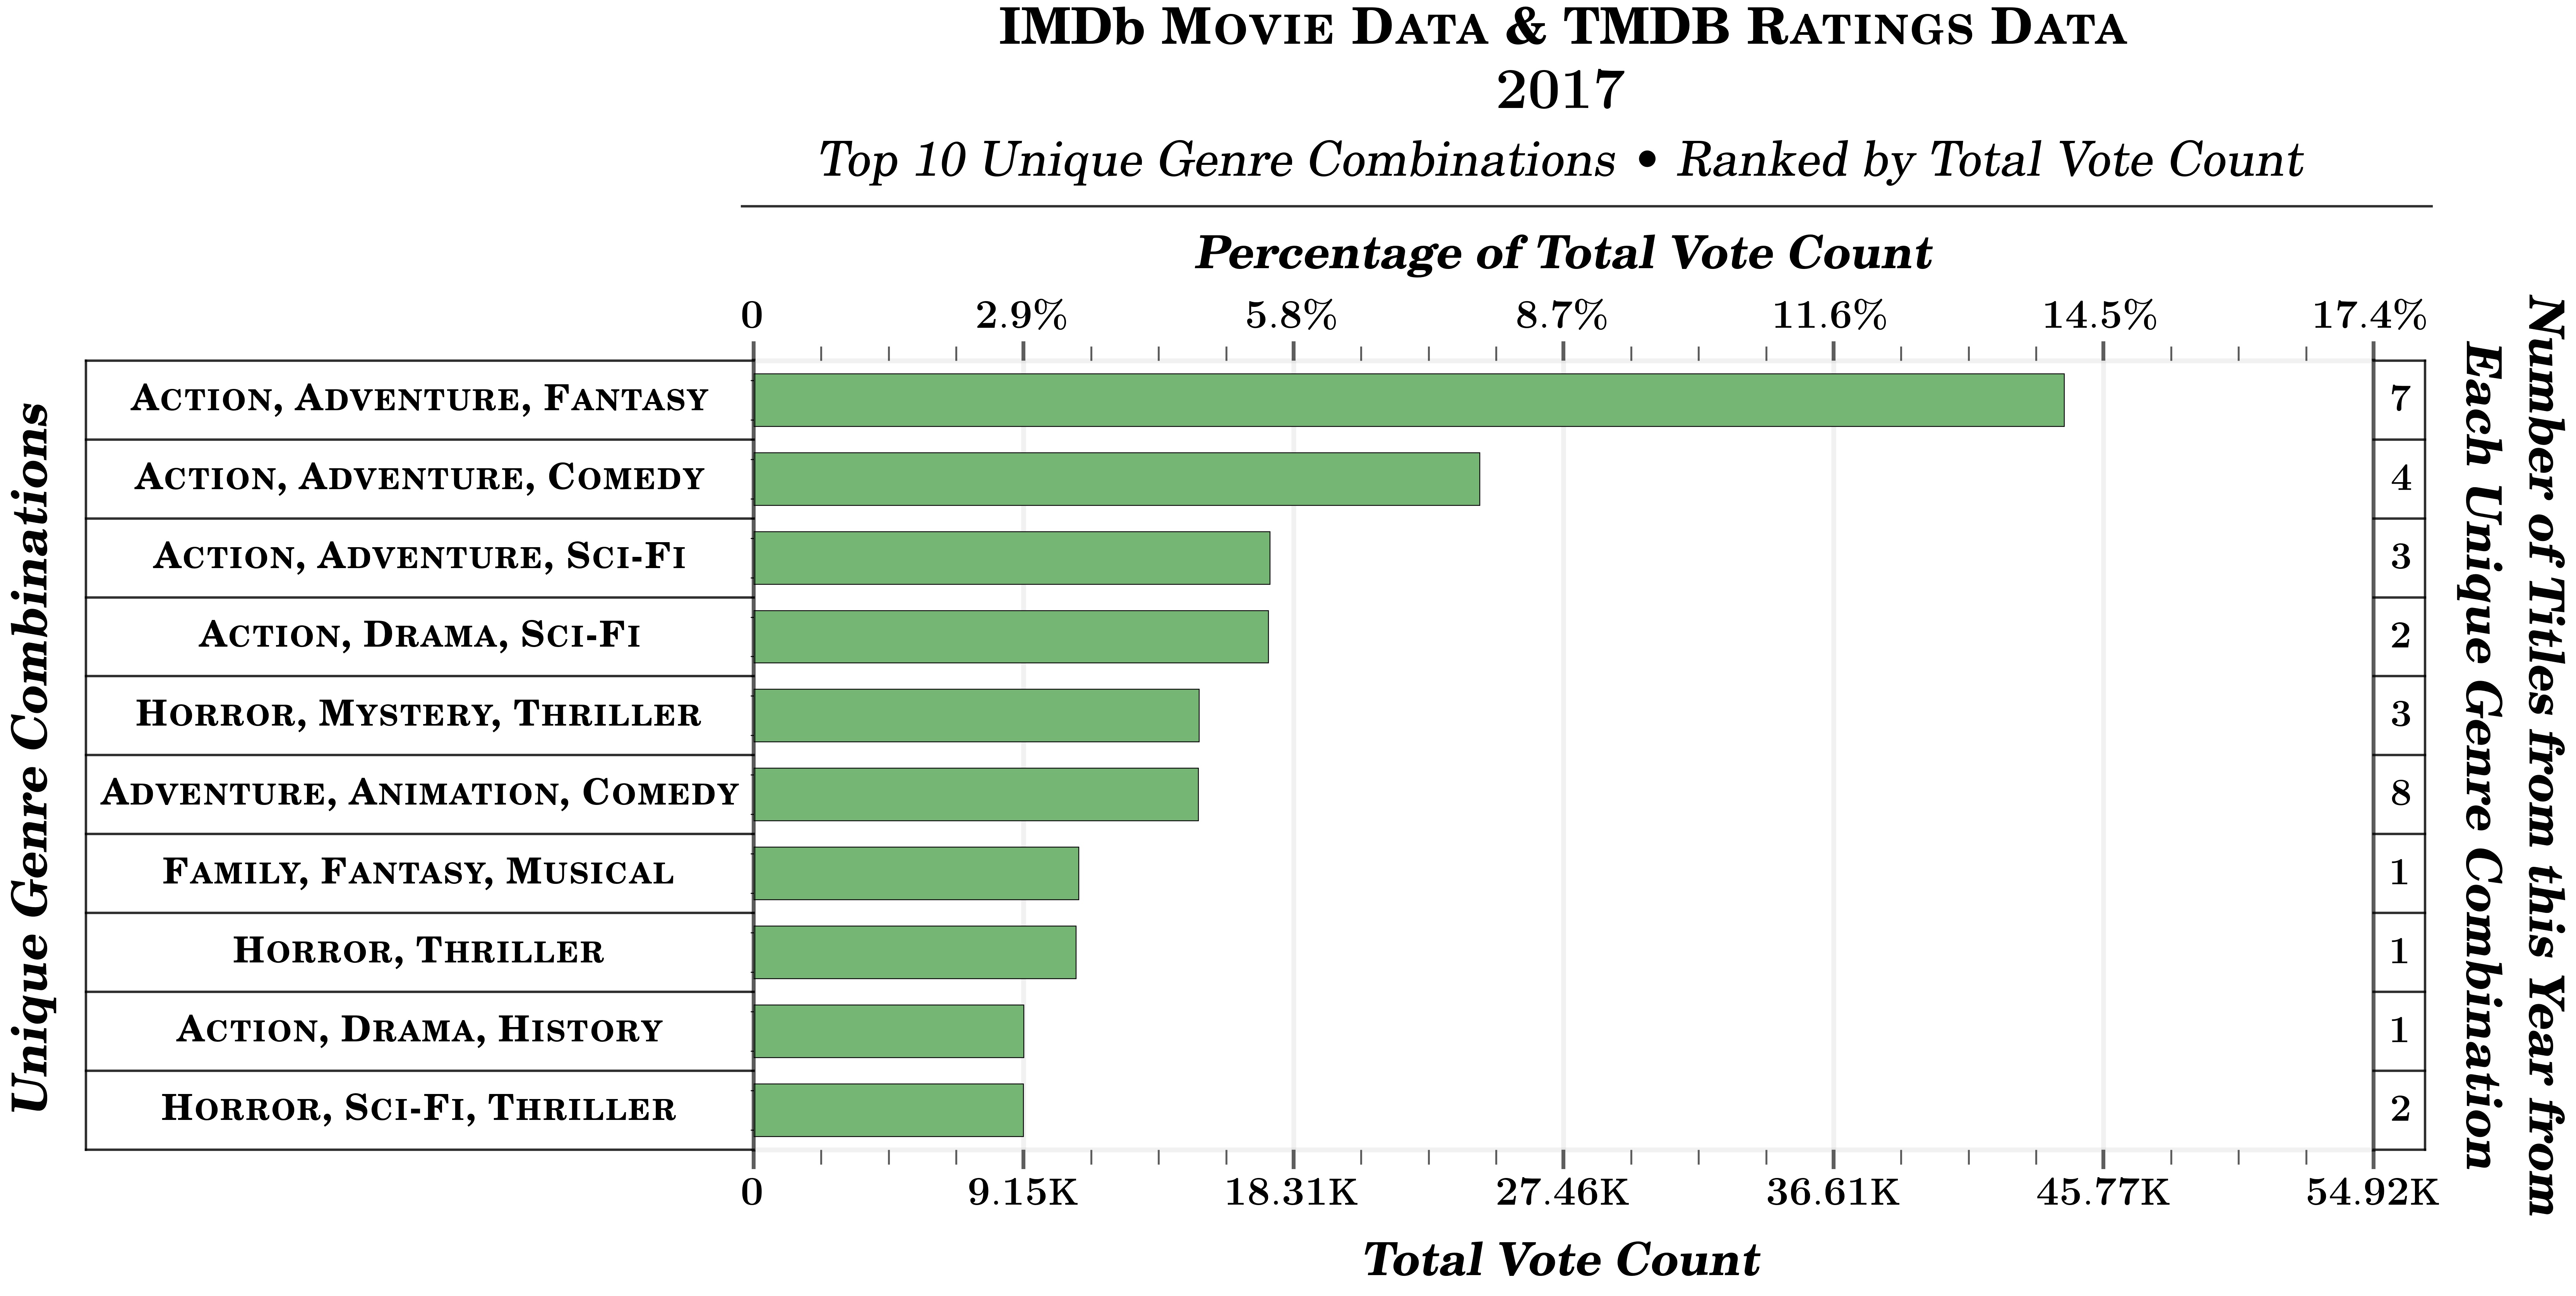 IMDb Movie Data & TMDB Ratings Data
2017
Top 10 Unique Genre Combinations • Ranked by Total Vote Count
Percentage of Total Vote Count
0 2.9% 5.8% 8.7% 11.6% 14.5% 17.4%
Unique Genre Combinations
Action, Adventure, Fantasy 7
Action, Adventure, Comedy 4
Action, Adventure, Sci-Fi 3
Action, Drama, Sci-Fi 2
Horror, Mystery, Thriller 3
Adventure, Animation, Comedy 8
Family, Fantasy, Musical 1
Horror, Thriller 1
Action, Drama, History 1
Horror, Sci-Fi, Thriller 2
Number of Titles from this Year from
Each Unique Genre Combination
0 9.15K 18.31K 27.46K 36.61K 45.77K 54.92K
Total Vote Count